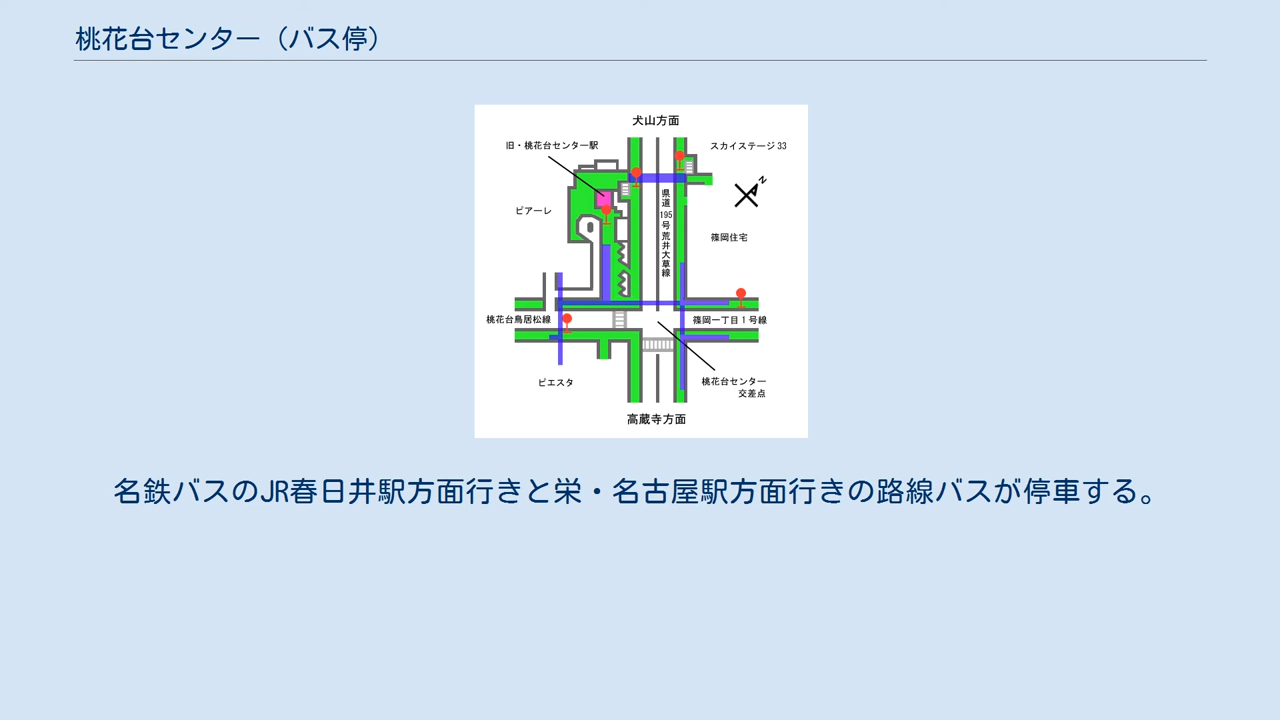 桃花台センター（バス停）
犬山方面
旧・桃花台センター駅
スカイステージ33
N
県道195号荒井大草線
ピアーレ
篠岡住宅
桃花台鳥居松線
篠岡一丁目1号線
ピエスタ
桃花台センター
交差点
高蔵寺方面
名鉄バスのJR春日井駅方面行きと栄・名古屋駅方面行きの路線バスが停車する。